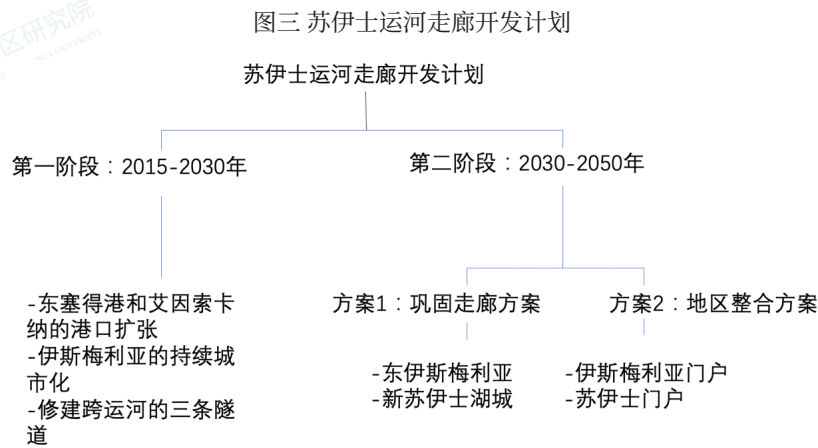 区研究院
图三 苏伊士运河走廊开发计划
苏伊士运河走廊开发计划
第一阶段：2015-2030年
第二阶段：2030-2050年
-东塞得港和艾因索卡
纳的港口扩张
-伊斯梅利亚的持续城
市化
-修建跨运河的三条隧
道
方案1：巩固走廊方案
方案2：地区整合方案
-东伊斯梅利亚
-新苏伊士湖城
-伊斯梅利亚门户
-苏伊士门户